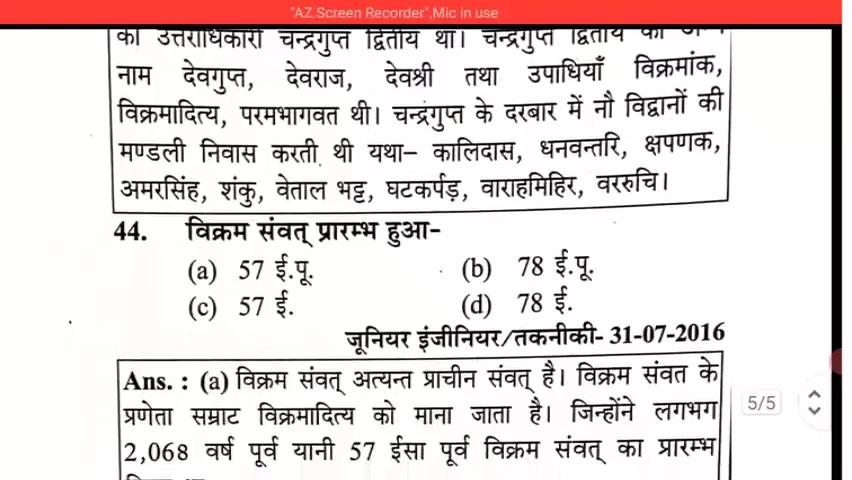 "AZ Screen Recorder",Mic in use
का उत्तराधिकारी चन्द्रगुप्त द्वितीय था। चन्द्रगुप्त द्वितीय का
नाम देवगुप्त, देवराज, देवश्री तथा उपाधियाँ विक्रमांक,
विक्रमादित्य, परमभागवत थी। चन्द्रगुप्त के दरबार में नौ विद्वानों की
मण्डली निवास करती थी यथा– कालिदास, धनवन्तरि, क्षपणक,
अमरसिंह, शंकु, वेताल भट्ट, घटकर्पड़, वाराहमिहिर, वररुचि।
44. विक्रम संवत् प्रारम्भ हुआ-
(a) 57 ई.पू. (b) 78 ई.पू.
(c) 57 ई. (d) 78 ई.
जूनियर इंजीनियर/तकनीकी- 31-07-2016
Ans. : (a) विक्रम संवत् अत्यन्त प्राचीन संवत् है। विक्रम संवत के
प्रणेता सम्राट विक्रमादित्य को माना जाता है। जिन्होंने लगभग
5/5
2,068 वर्ष पूर्व यानी 57 ईसा पूर्व विक्रम संवत् का प्रारम्भ